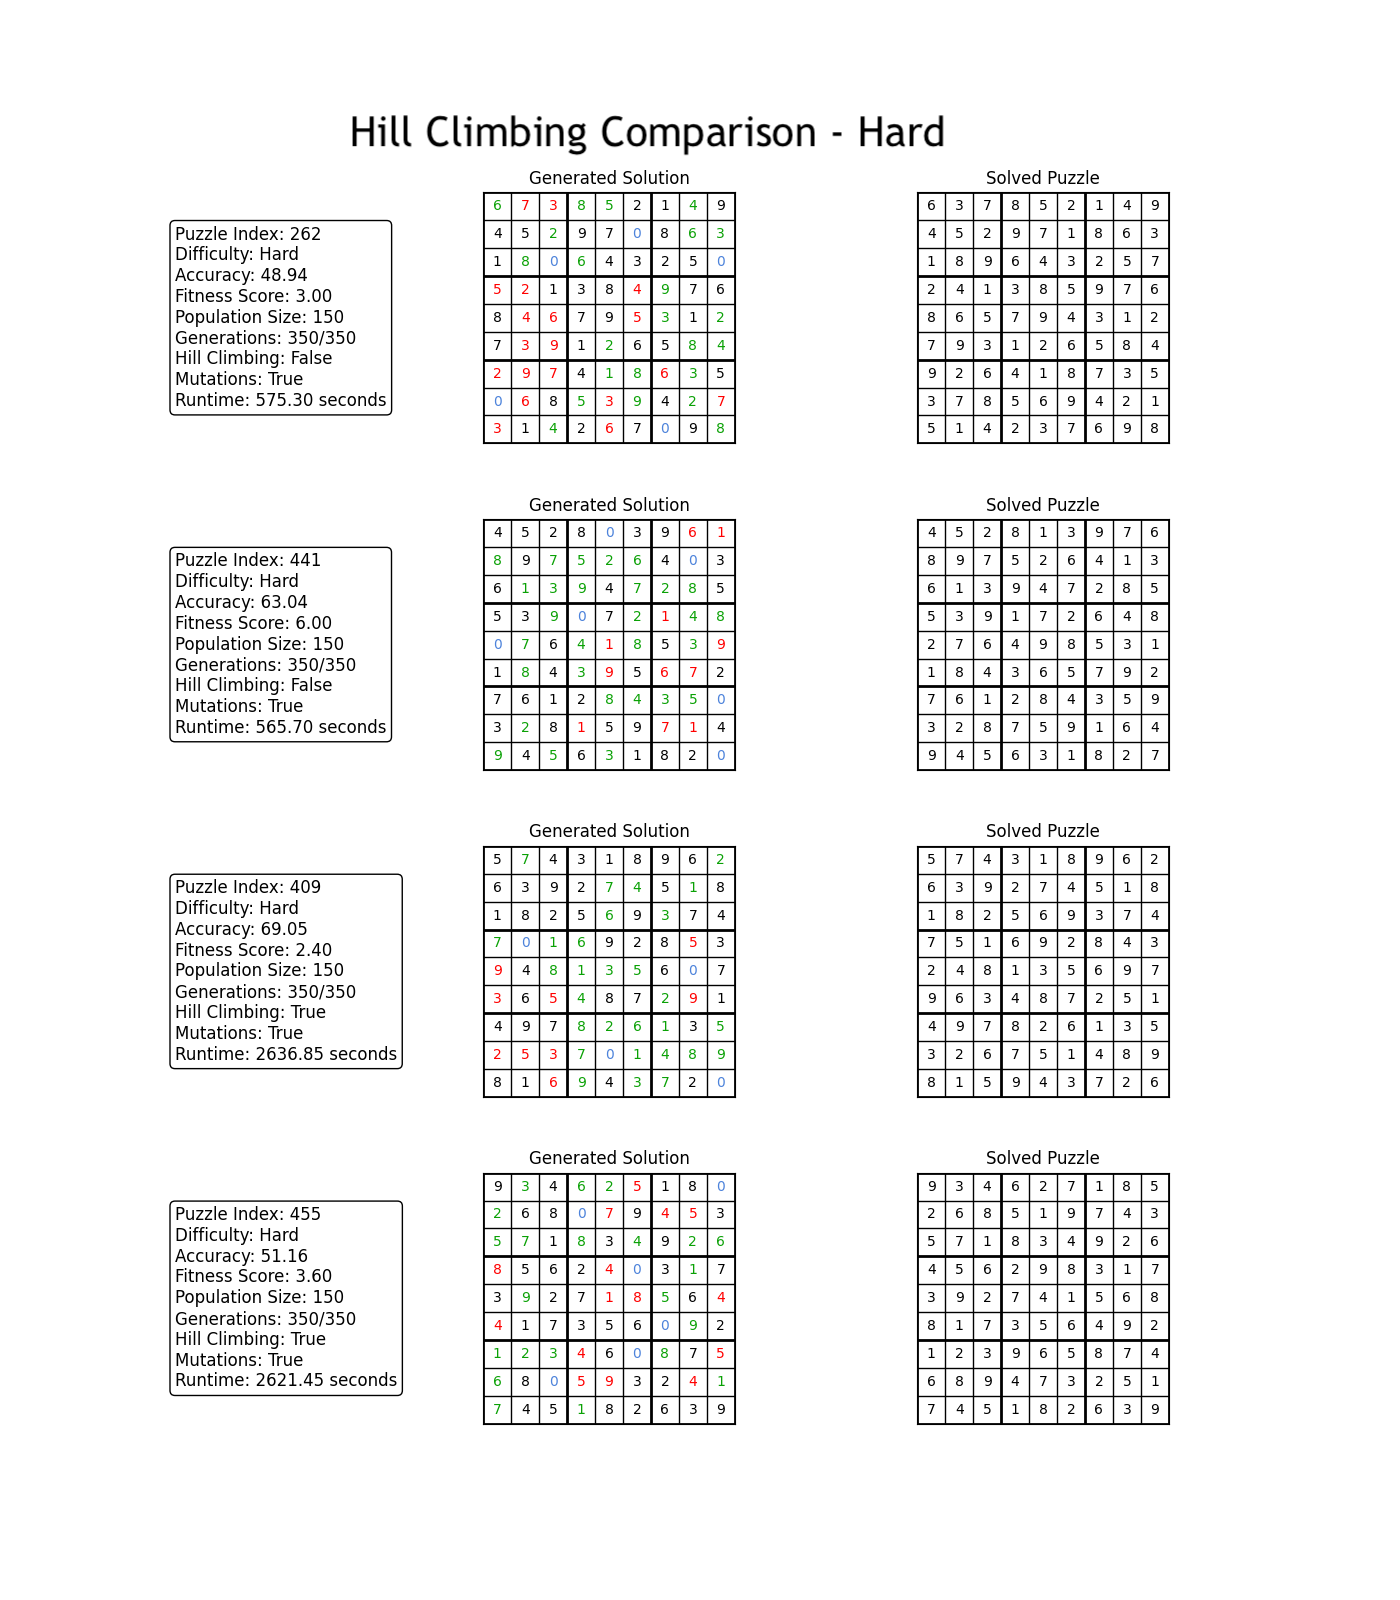 Hill Climbing Comparison - Hard
Generated Solution
Solved Puzzle
Puzzle Index: 262
Difficulty: Hard
Accuracy: 48.94
Fitness Score: 3.00
Population Size: 150
Generations: 350/350
Hill Climbing: False
Mutations: True
Runtime: 575.30 seconds
6 7 3 8 5 2 1 4 9
4 5 2 9 7 0 8 6 3
1 8 0 6 4 3 2 5 0
5 2 1 3 8 4 9 7 6
8 4 6 7 9 5 3 1 2
7 3 9 1 2 6 5 8 4
2 9 7 4 1 8 6 3 5
0 6 8 5 3 9 4 2 7
3 1 4 2 6 7 0 9 8
6 3 7 8 5 2 1 4 9
4 5 2 9 7 1 8 6 3
1 8 9 6 4 3 2 5 7
2 4 1 3 8 5 9 7 6
8 6 5 7 9 4 3 1 2
7 9 3 1 2 6 5 8 4
9 2 6 4 1 8 7 3 5
3 7 8 5 6 9 4 2 1
5 1 4 2 3 7 6 9 8
Generated Solution
Solved Puzzle
Puzzle Index: 441
Difficulty: Hard
Accuracy: 63.04
Fitness Score: 6.00
Population Size: 150
Generations: 350/350
Hill Climbing: False
Mutations: True
Runtime: 565.70 seconds
4 5 2 8 0 3 9 6 1
8 9 7 5 2 6 4 0 3
6 1 3 9 4 7 2 8 5
5 3 9 0 7 2 1 4 8
0 7 6 4 1 8 5 3 9
1 8 4 3 9 5 6 7 2
7 6 1 2 8 4 3 5 0
3 2 8 1 5 9 7 1 4
9 4 5 6 3 1 8 2 0
4 5 2 8 1 3 9 7 6
8 9 7 5 2 6 4 1 3
6 1 3 9 4 7 2 8 5
5 3 9 1 7 2 6 4 8
2 7 6 4 9 8 5 3 1
1 8 4 3 6 5 7 9 2
7 6 1 2 8 4 3 5 9
3 2 8 7 5 9 1 6 4
9 4 5 6 3 1 8 2 7
Generated Solution
Solved Puzzle
Puzzle Index: 409
Difficulty: Hard
Accuracy: 69.05
Fitness Score: 2.40
Population Size: 150
Generations: 350/350
Hill Climbing: True
Mutations: True
Runtime: 2636.85 seconds
5 7 4 3 1 8 9 6 2
6 3 9 2 7 4 5 1 8
1 8 2 5 6 9 3 7 4
7 0 1 6 9 2 8 5 3
9 4 8 1 3 5 6 0 7
3 6 5 4 8 7 2 9 1
4 9 7 8 2 6 1 3 5
2 5 3 7 0 1 4 8 9
8 1 6 9 4 3 7 2 0
5 7 4 3 1 8 9 6 2
6 3 9 2 7 4 5 1 8
1 8 2 5 6 9 3 7 4
7 5 1 6 9 2 8 4 3
2 4 8 1 3 5 6 9 7
9 6 3 4 8 7 2 5 1
4 9 7 8 2 6 1 3 5
3 2 6 7 5 1 4 8 9
8 1 5 9 4 3 7 2 6
Generated Solution
Solved Puzzle
Puzzle Index: 455
Difficulty: Hard
Accuracy: 51.16
Fitness Score: 3.60
Population Size: 150
Generations: 350/350
Hill Climbing: True
Mutations: True
Runtime: 2621.45 seconds
9 3 4 6 2 5 1 8 0
2 6 8 0 7 9 4 5 3
5 7 1 8 3 4 9 2 6
8 5 6 2 4 0 3 1 7
3 9 2 7 1 8 5 6 4
4 1 7 3 5 6 0 9 2
1 2 3 4 6 0 8 7 5
6 8 0 5 9 3 2 4 1
7 4 5 1 8 2 6 3 9
9 3 4 6 2 7 1 8 5
2 6 8 5 1 9 7 4 3
5 7 1 8 3 4 9 2 6
4 5 6 2 9 8 3 1 7
3 9 2 7 4 1 5 6 8
8 1 7 3 5 6 4 9 2
1 2 3 9 6 5 8 7 4
6 8 9 4 7 3 2 5 1
7 4 5 1 8 2 6 3 9